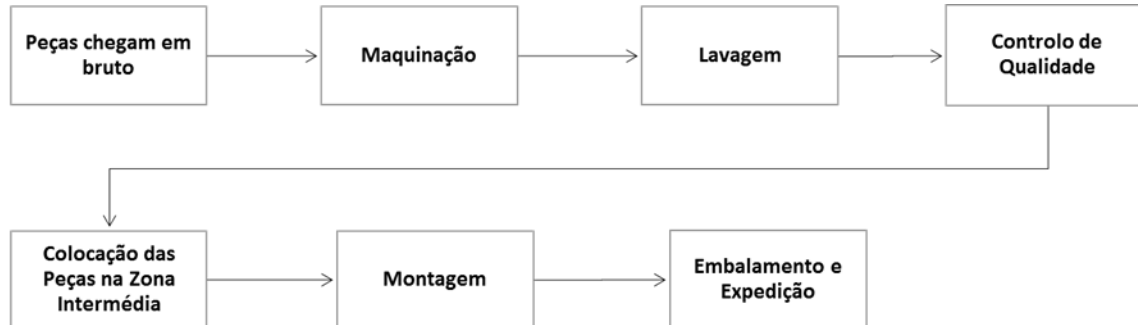 Peças chegam em
bruto
Maquinação
Lavagem
Controlo de
Qualidade
Colocação das
Peças na Zona
Intermédia
Montagem
Embalamento e
Expedição